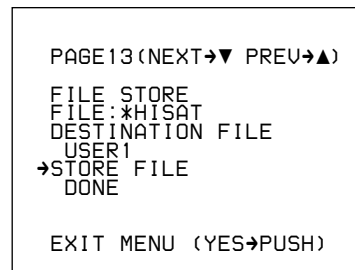 PAGE13(NEXT→▼ PREV→▲)
FILE STORE
FILE:*HISAT
DESTINATION FILE
USER1
→STORE FILE
DONE
EXIT MENU (YES→PUSH)